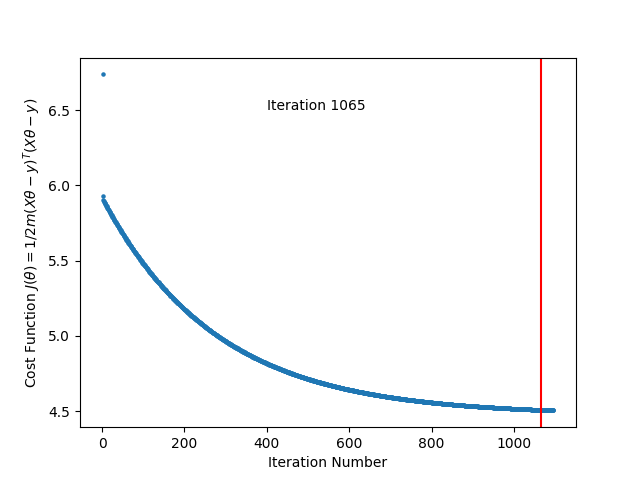 Iteration 1065
6.5
6.0
5.5
5.0
4.5
Cost Function J(θ) = 1/2m(Xθ − y)ᵀ(Xθ − y)
0 200 400 600 800 1000
Iteration Number